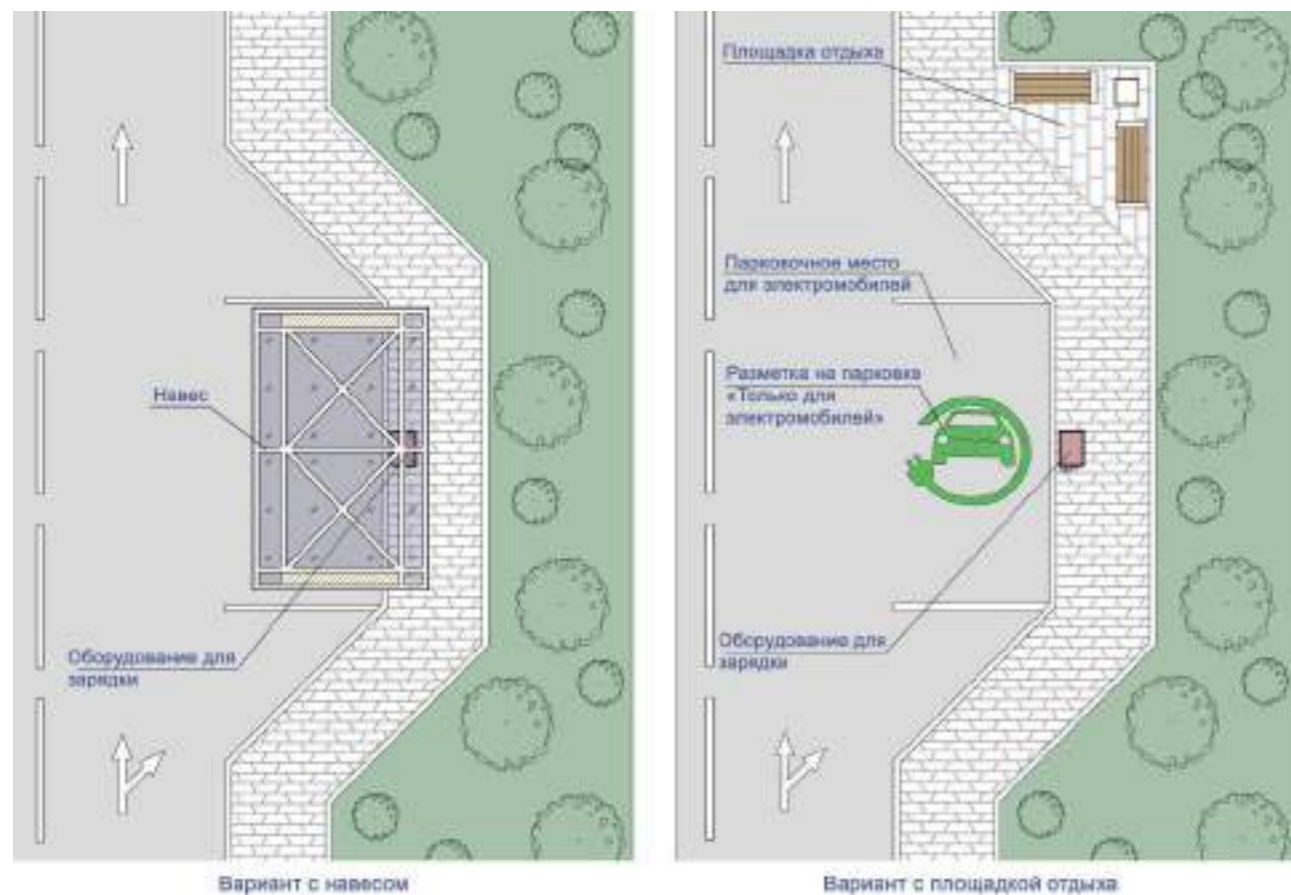 Навес
Оборудование для
зарядки
Вариант с навесом
Площадка отдыха
Парковочное место
для электромобилей
Разметка на парковка
«Только для
электромобилей»
Оборудование для
зарядки
Вариант с площадкой отдыха